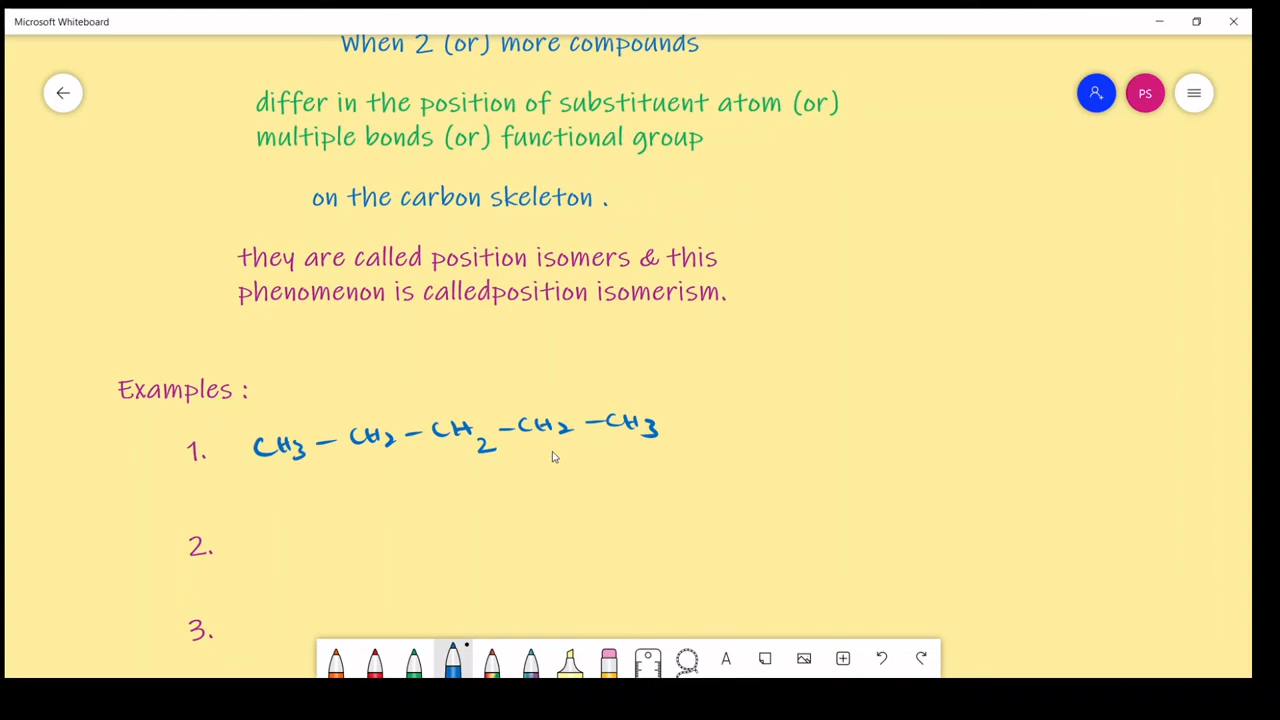 Microsoft Whiteboard
When 2 (or) more compounds
differ in the position of substituent atom (or)
PS
multiple bonds (or) functional group
on the carbon skeleton .
they are called position isomers & this
phenomenon is calledposition isomerism.
Examples :
1. CH3 - CH2 - CH2 - CH2 - CH3
2.
3.
A